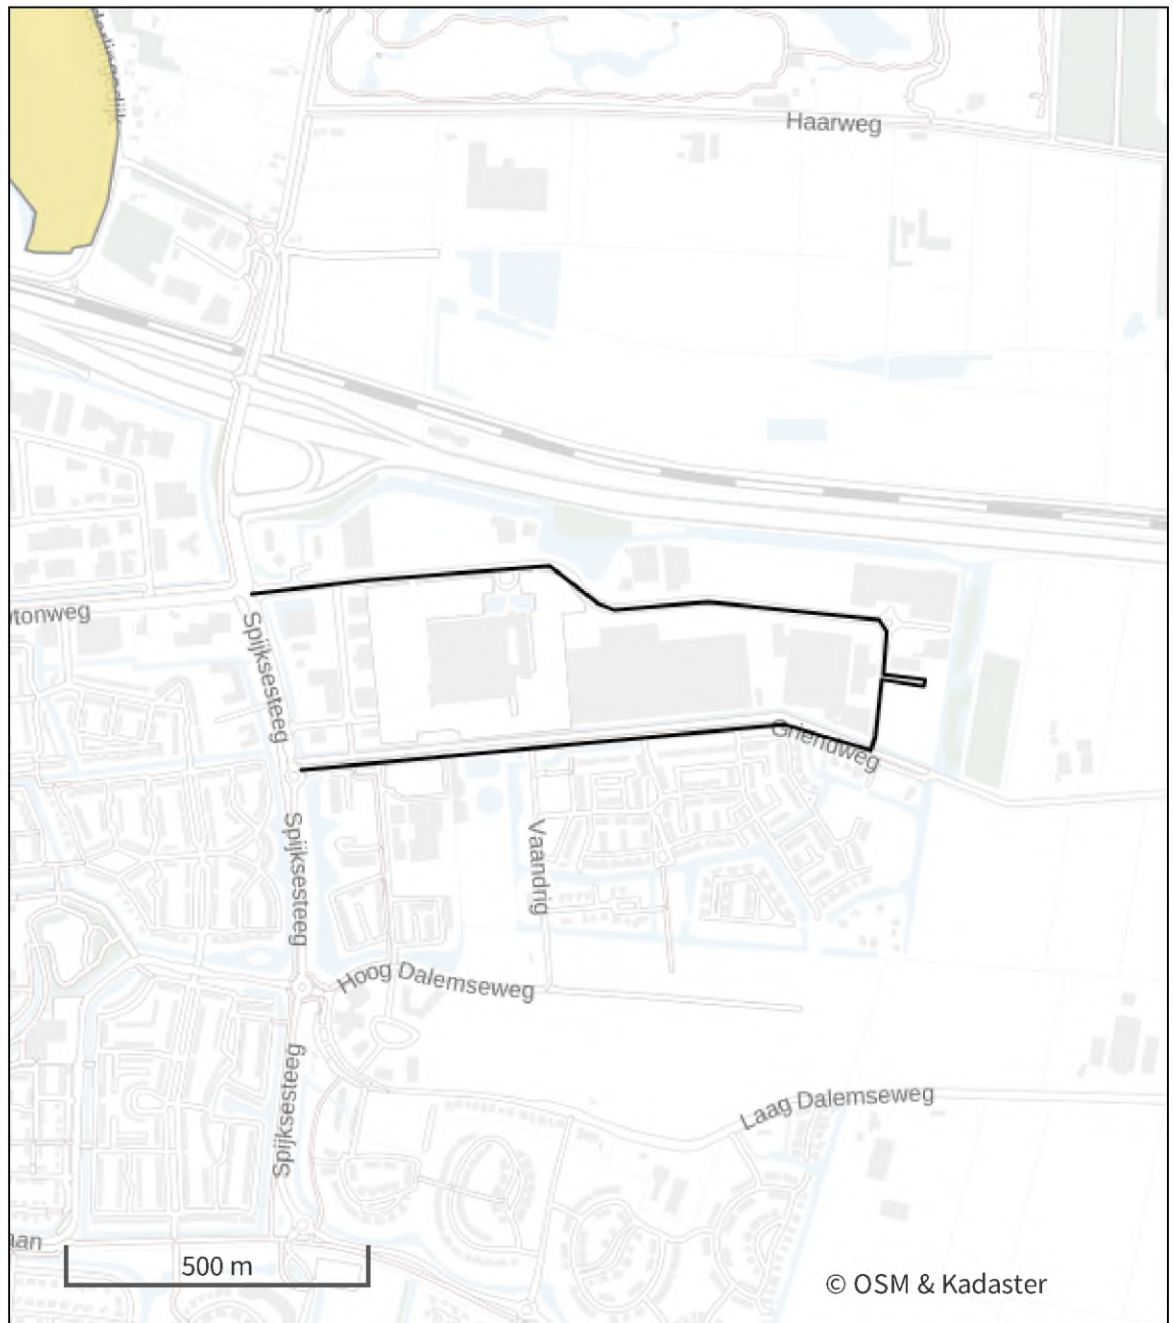 Haarweg
tonweg
Spijksesteeg
Griendweg
Spijksesteeg
Vaandrig
Hoog Dalemseweg
Spijksesteeg
Laag Dalemseweg
aan
500 m
© OSM & Kadaster